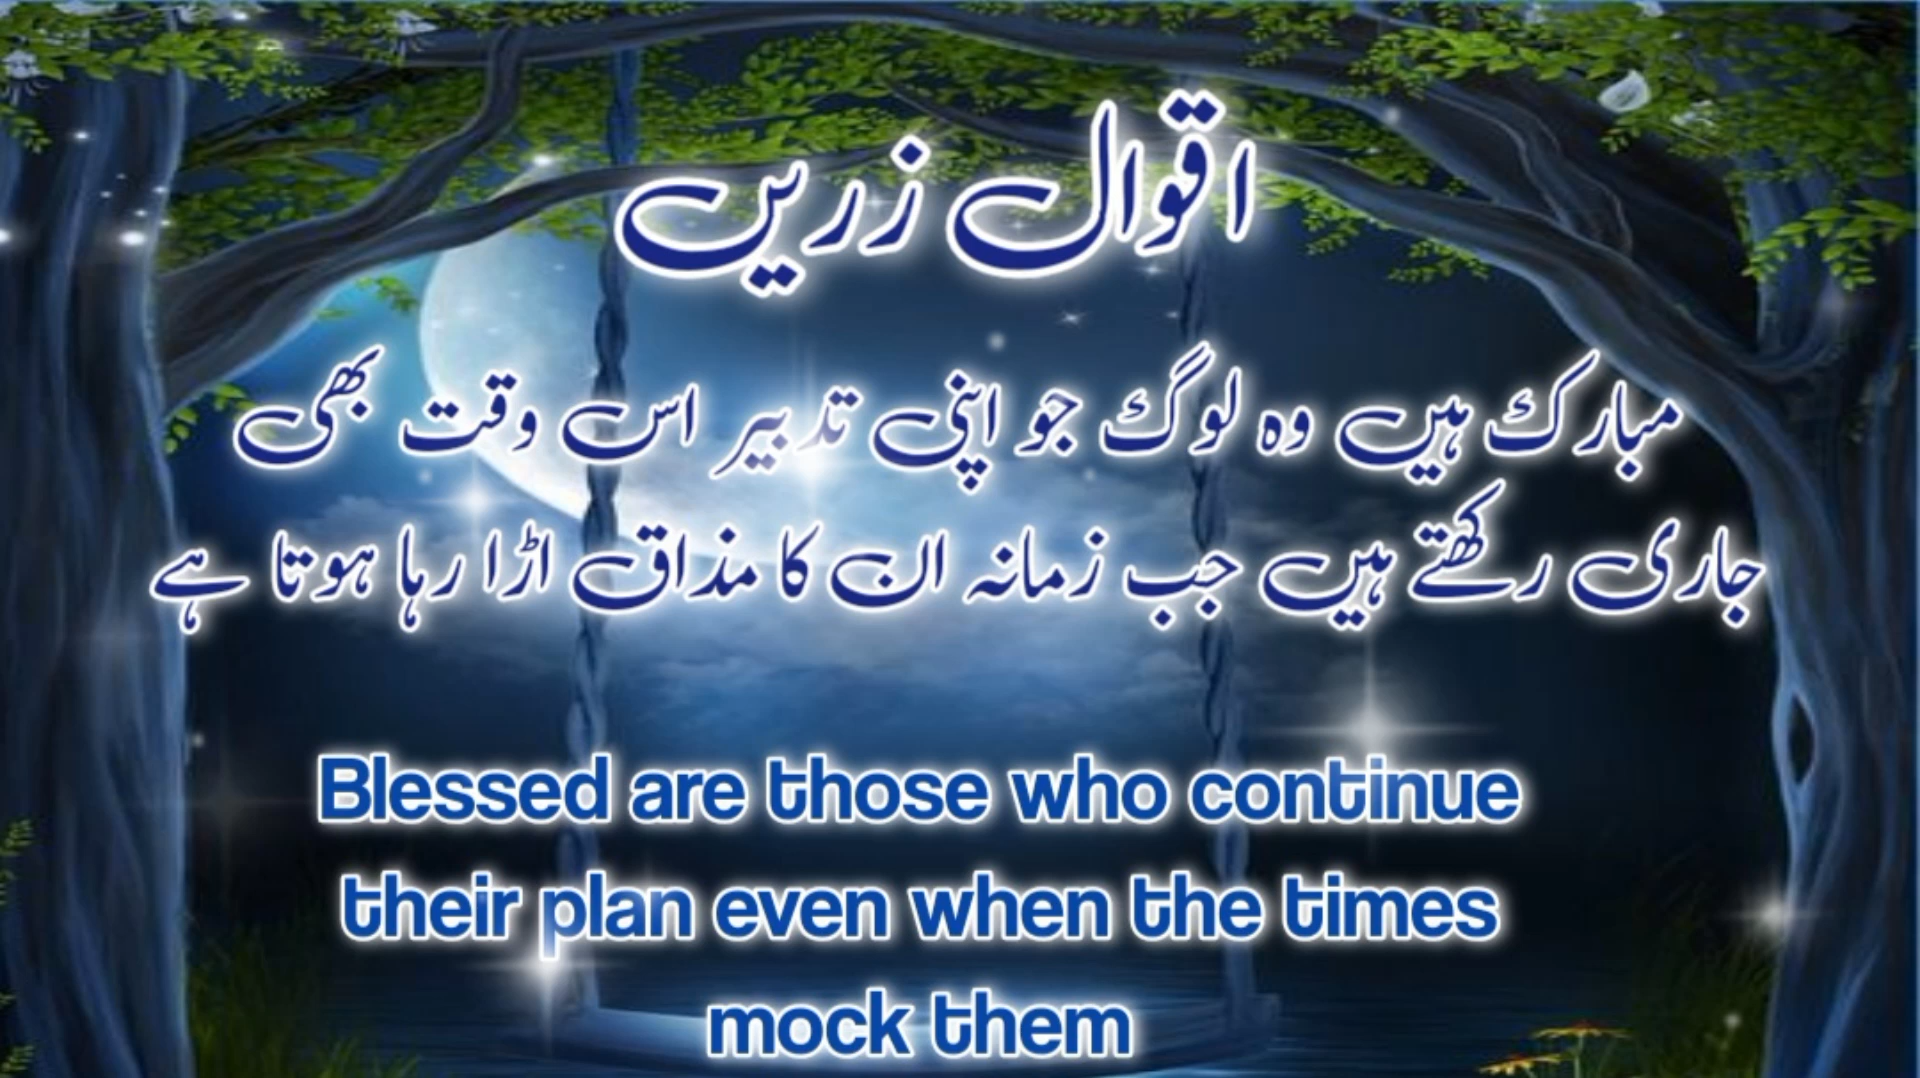 اقوال زریں
مبارک ہیں وہ لوگ جو اپنی تدبیر اس وقت بھی
جاری رکھتے ہیں جب زمانہ ان کا مذاق اڑا رہا ہوتا ہے
Blessed are those who continue
their plan even when the times
mock them